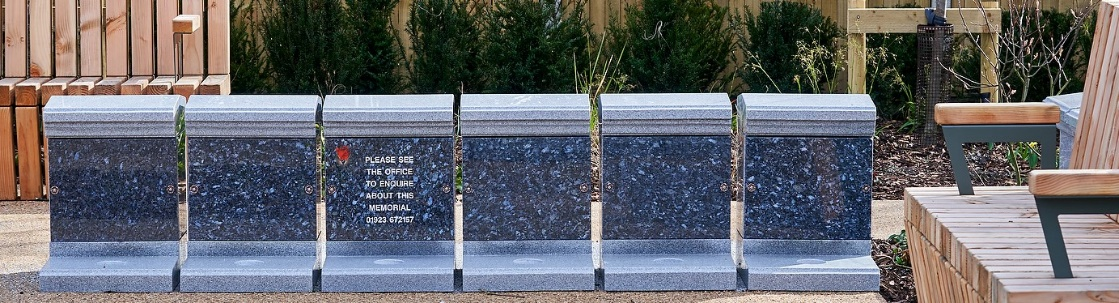 PLEASE SEE
THE OFFICE
TO ENQUIRE
ABOUT THIS
MEMORIAL
01923 672157